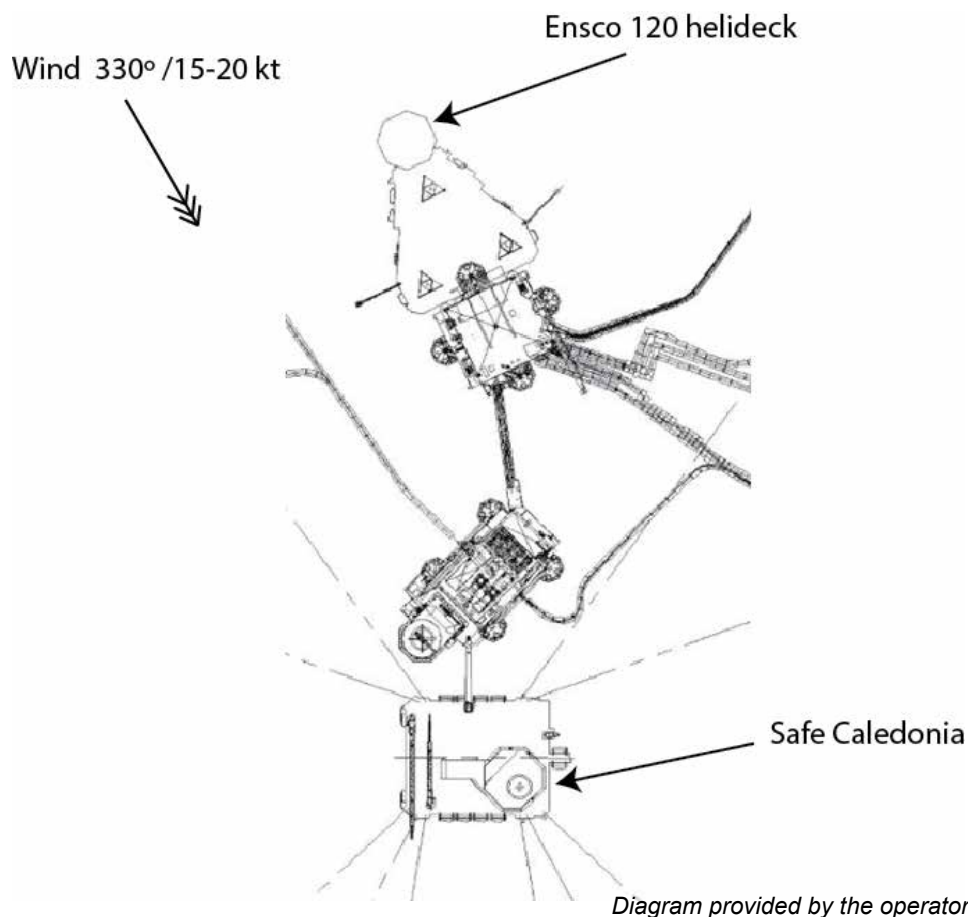 Ensco 120 helideck
Wind 330º /15-20 kt
Safe Caledonia
Diagram provided by the operator